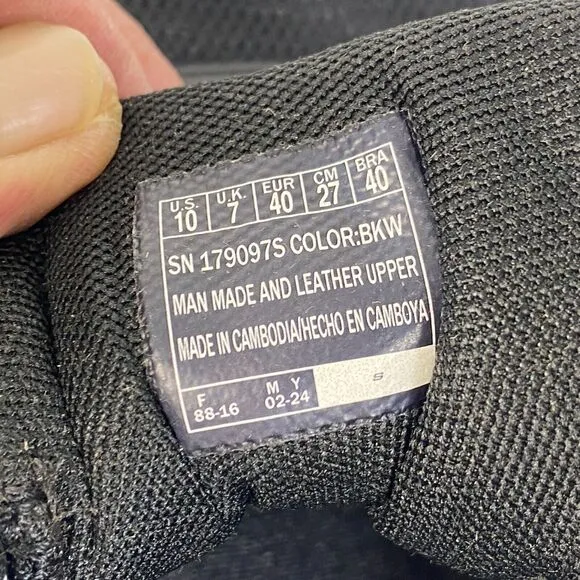 U.S. U.K. EUR CM BRA
10 7 40 27 40
SN 179097S COLOR:BKW
MAN MADE AND LEATHER UPPER
MADE IN CAMBODIA/HECHO EN CAMBOYA
F M Y S
88-16 02-24